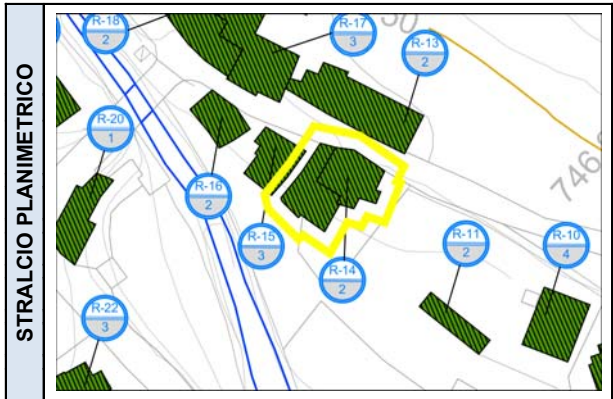 STRALCIO PLANIMETRICO
R-18
2
R-17
3
50
R-13
2
R-20
1
746.
R-16
2
R-15
3
R-14
2
R-11
2
R-10
4
R-22
3